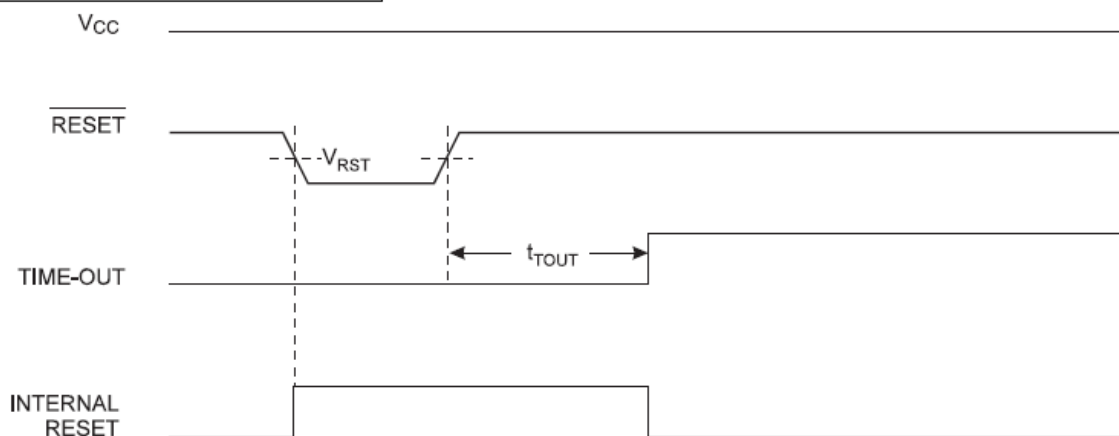 VCC
RESET
VRST
tTOUT
TIME-OUT
INTERNAL
RESET